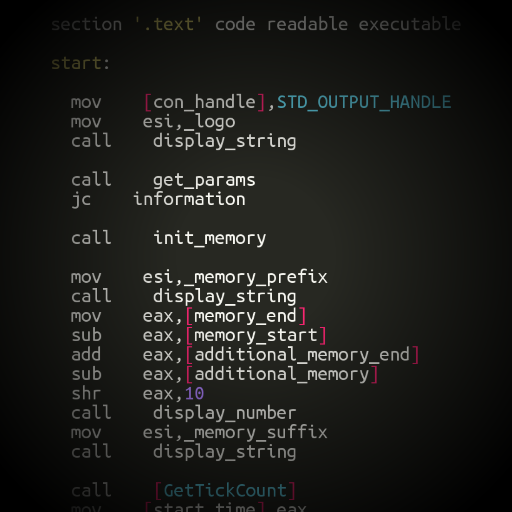 section '.text' code readable executable
start:
mov [con_handle],STD_OUTPUT_HANDLE
mov esi,_logo
call display_string
call get_params
jc information
call init_memory
mov esi,_memory_prefix
call display_string
mov eax,[memory_end]
sub eax,[memory_start]
add eax,[additional_memory_end]
sub eax,[additional_memory]
shr eax,10
call display_number
mov esi,_memory_suffix
call display_string
call [GetTickCount]
mov [start_time],eax